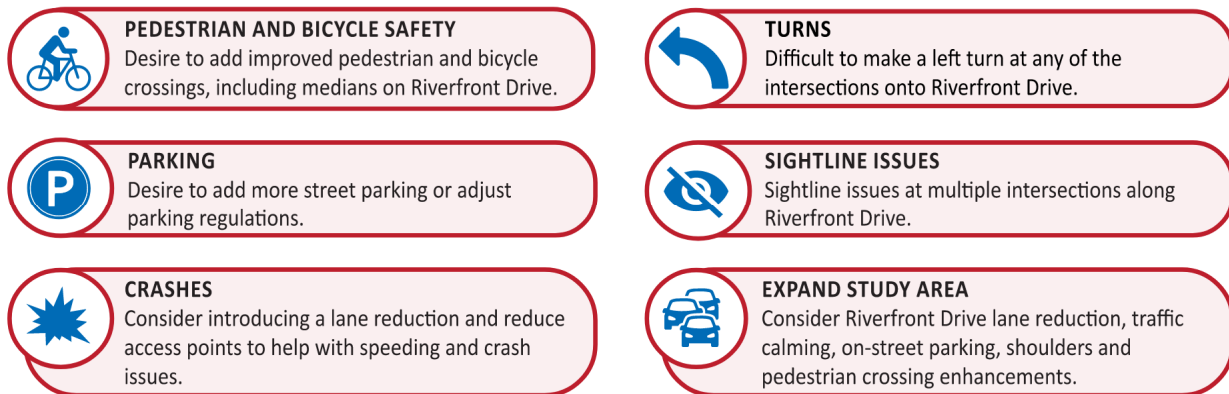 PEDESTRIAN AND BICYCLE SAFETY
Desire to add improved pedestrian and bicycle
crossings, including medians on Riverfront Drive.
P
PARKING
Desire to add more street parking or adjust
parking regulations.
CRASHES
Consider introducing a lane reduction and reduce
access points to help with speeding and crash
issues.
TURNS
Difficult to make a left turn at any of the
intersections onto Riverfront Drive.
SIGHTLINE ISSUES
Sightline issues at multiple intersections along
Riverfront Drive.
EXPAND STUDY AREA
Consider Riverfront Drive lane reduction, traffic
calming, on-street parking, shoulders and
pedestrian crossing enhancements.